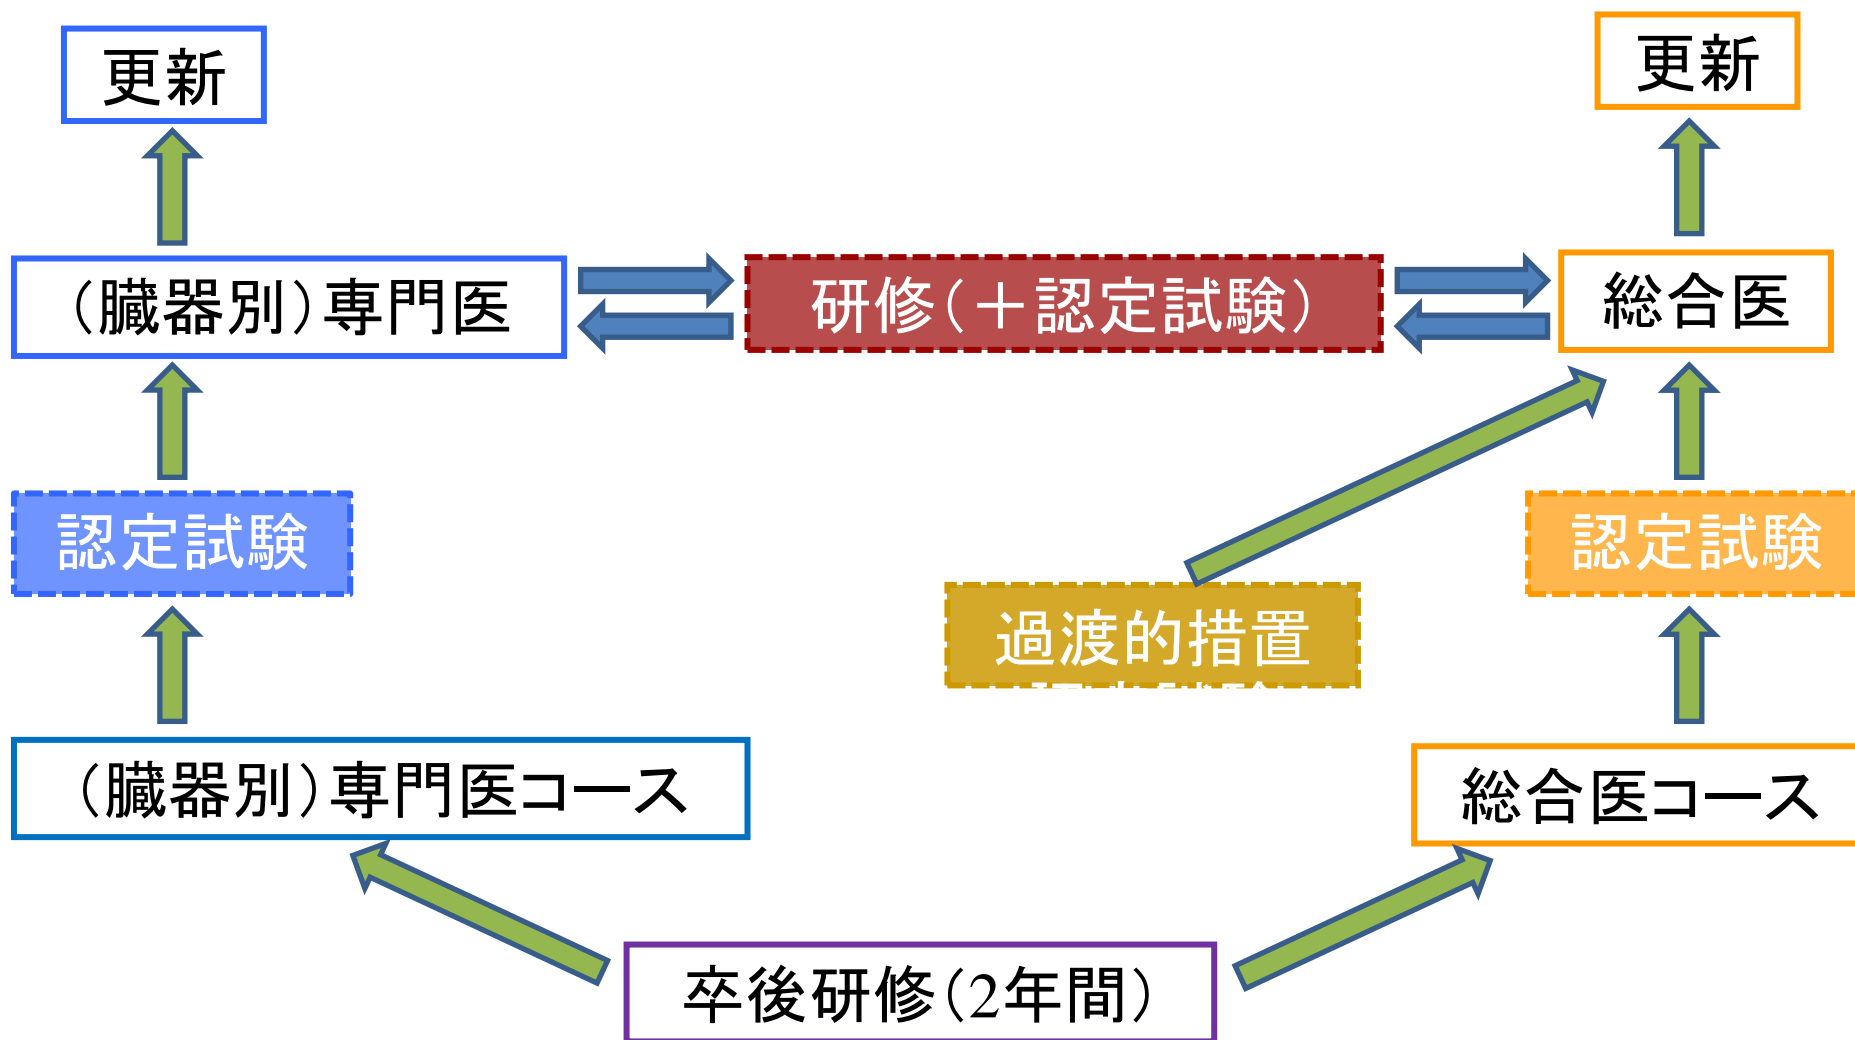 更新
更新
（臓器別）専門医
研修（＋認定試験）
総合医
認定試験
認定試験
過渡的措置
（臓器別）専門医コース
総合医コース
卒後研修（2年間）